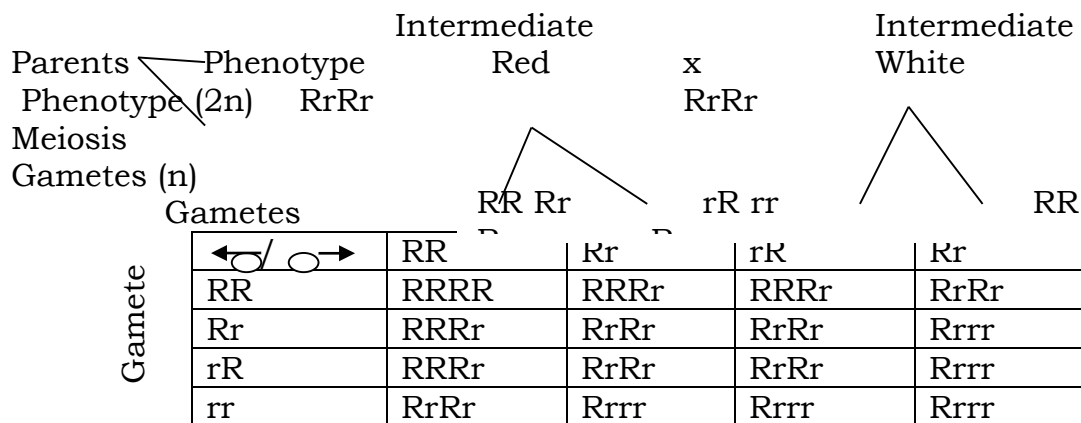 Intermediate Intermediate
Parents Phenotype Red x White
Phenotype (2n) RrRr RrRr
Meiosis
Gametes (n)
RR Rr rR rr RR
Gametes
RR Rr rR Rr
RR RRRR RRRr RRRr RrRr
Rr RRRr RrRr RrRr Rrrr
rR RRRr RrRr RrRr Rrrr
rr RrRr Rrrr Rrrr Rrrr
Gamete